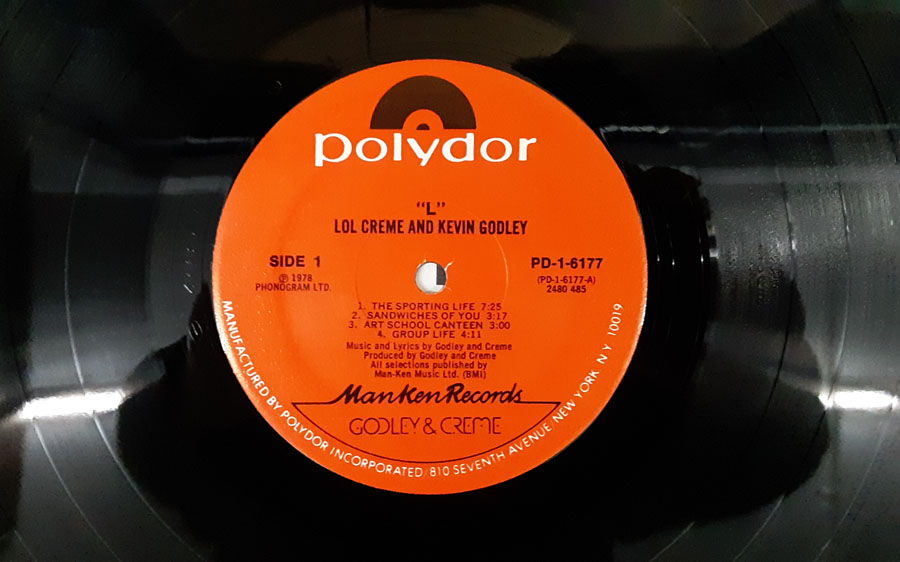 polydor
"L"
LOL CREME AND KEVIN GODLEY
SIDE 1
℗ 1978
PHONOGRAM LTD.
PD-1-6177
(PD-1-6177-A)
2480 485
1. THE SPORTING LIFE 7:25
2. SANDWICHES OF YOU 3:17
3. ART SCHOOL CANTEEN 3:00
4. GROUP LIFE 4:11
Music and Lyrics by Godley and Creme
Produced by Godley and Creme
All selections published by
Man-Ken Music Ltd. (BMI)
Man Ken Records
GODLEY & CREME
MANUFACTURED BY POLYDOR INCORPORATED/810 SEVENTH AVENUE, NEW YORK, N Y 10019